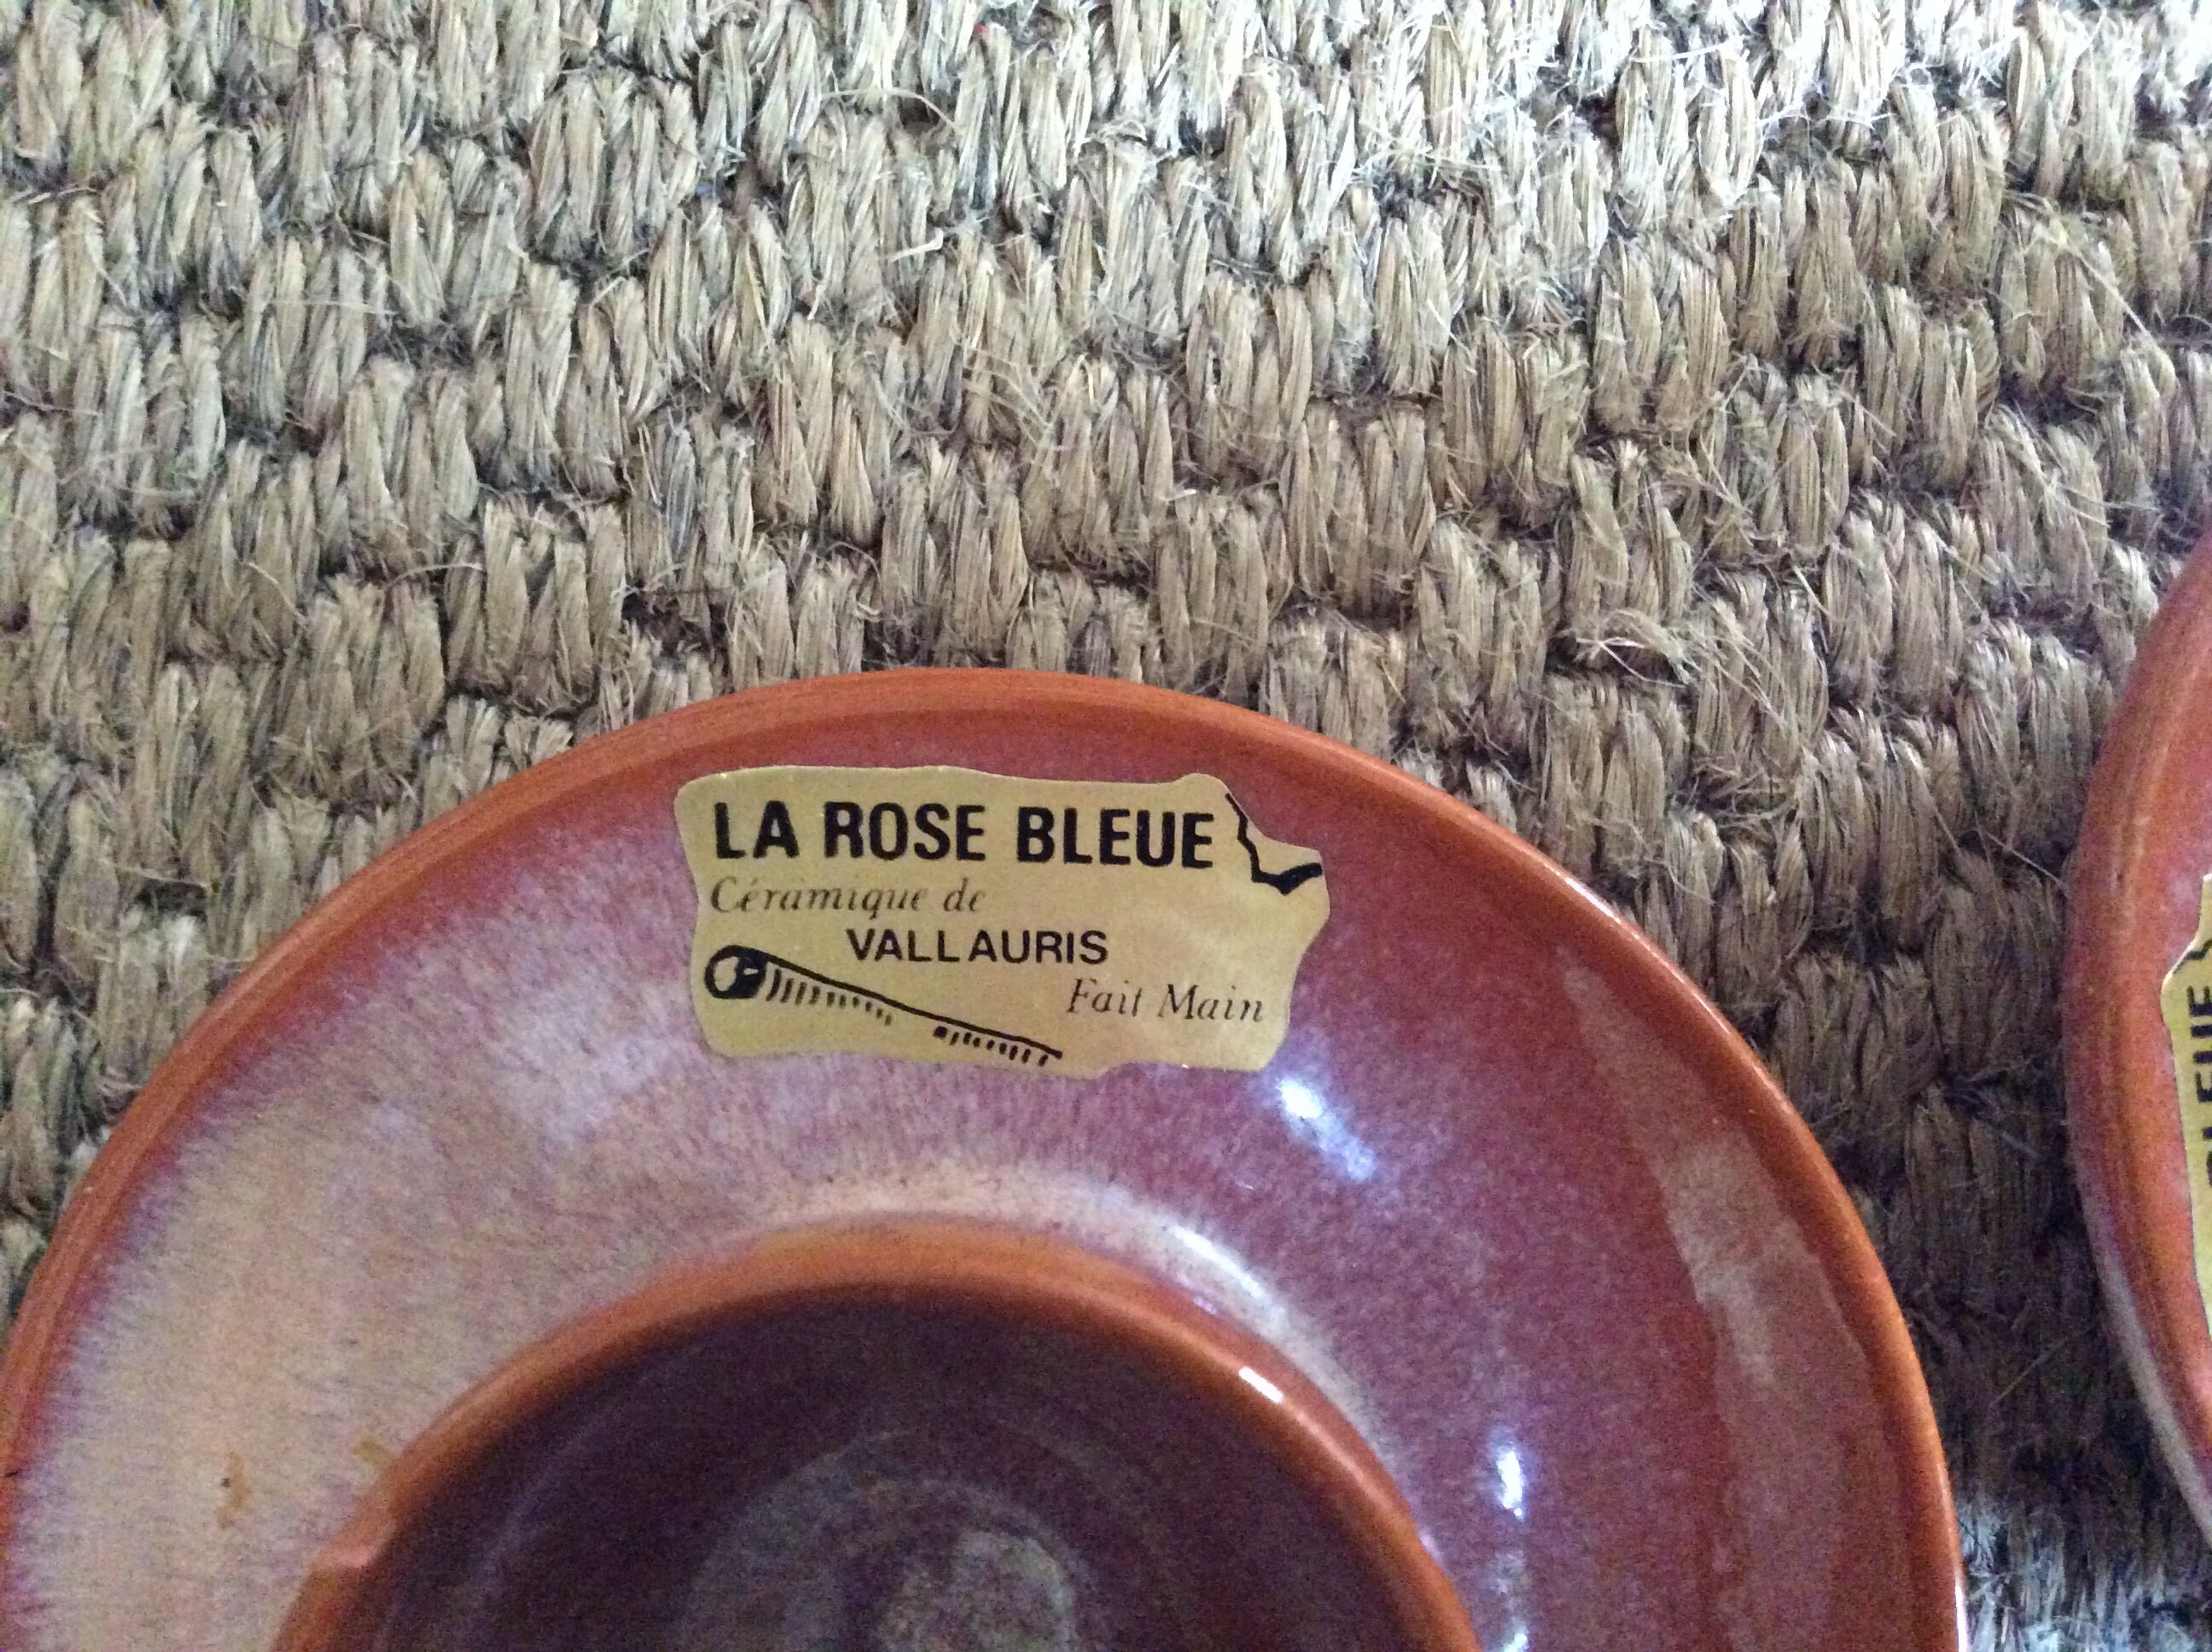 LA ROSE BLEUE
Céramique de
VALLAURIS
Fait Main
BLEUE